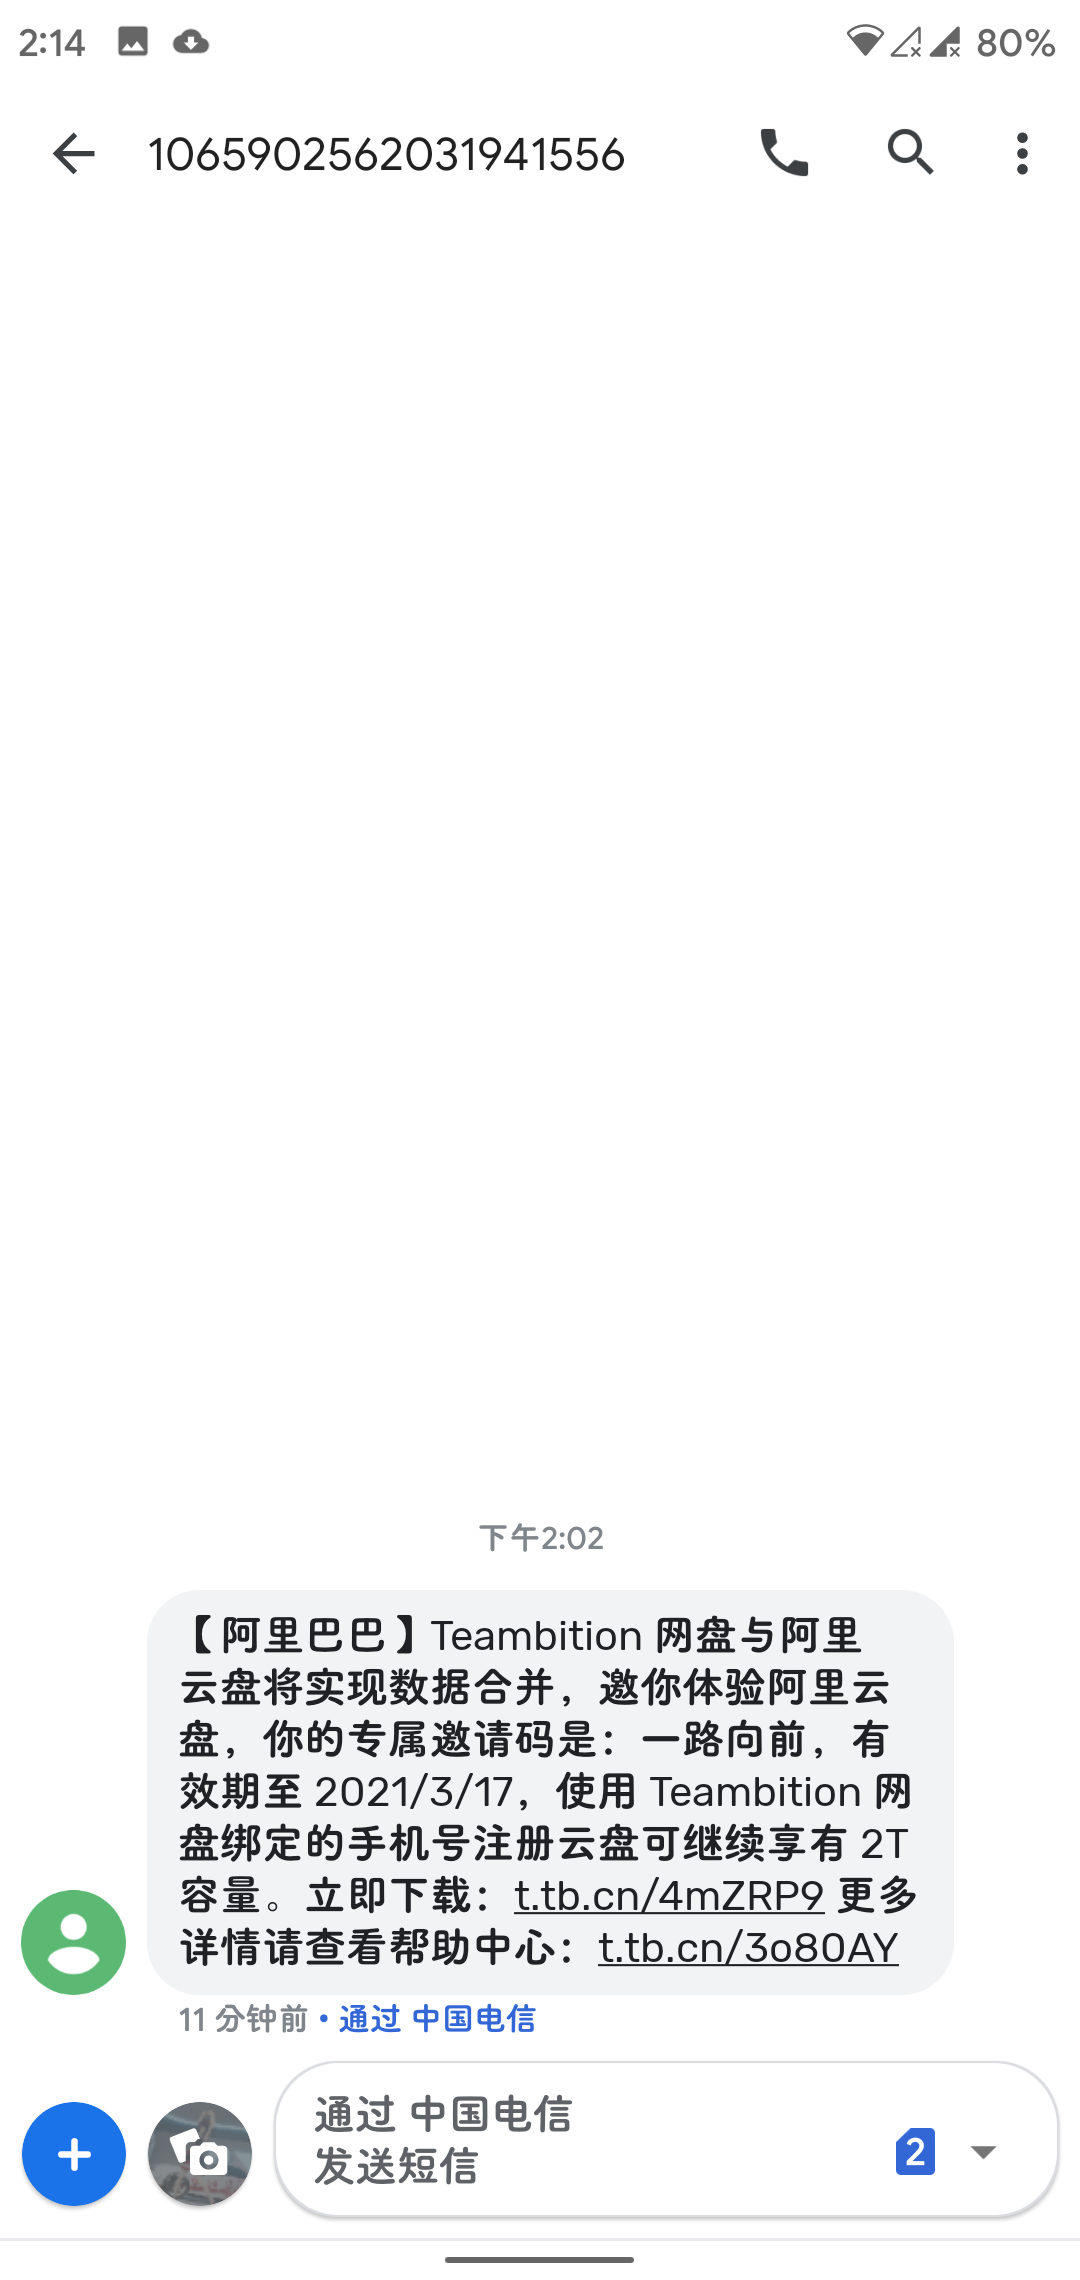 2:14
80%
1065902562031941556
下午2:02
【阿里巴巴】Teambition 网盘与阿里
云盘将实现数据合并，邀你体验阿里云
盘，你的专属邀请码是：一路向前，有
效期至 2021/3/17，使用 Teambition 网
盘绑定的手机号注册云盘可继续享有 2T
容量。立即下载：t.tb.cn/4mZRP9 更多
详情请查看帮助中心：t.tb.cn/3o80AY
11 分钟前 • 通过 中国电信
通过 中国电信
发送短信
2